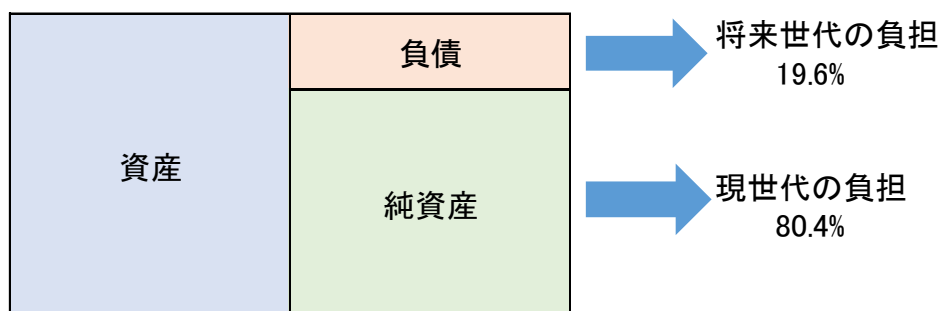 資産
負債
純資産
将来世代の負担
19.6%
現世代の負担
80.4%